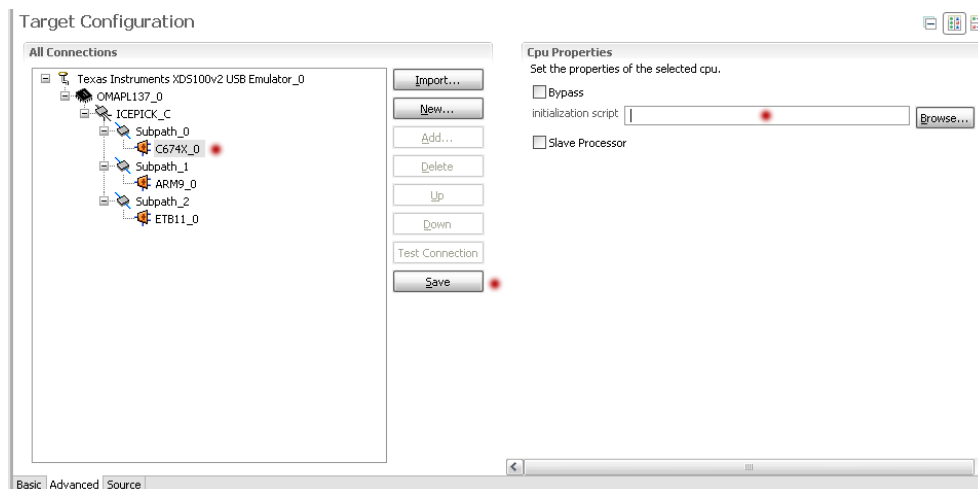 Target Configuration
All Connections
Texas Instruments XDS100v2 USB Emulator_0
OMAPL137_0
ICEPICK_C
Subpath_0
C674X_0
Subpath_1
ARM9_0
Subpath_2
ETB11_0
Import...
New...
Add...
Delete
Up
Down
Test Connection
Save
Cpu Properties
Set the properties of the selected cpu.
Bypass
initialization script
Browse...
Slave Processor
Basic Advanced Source